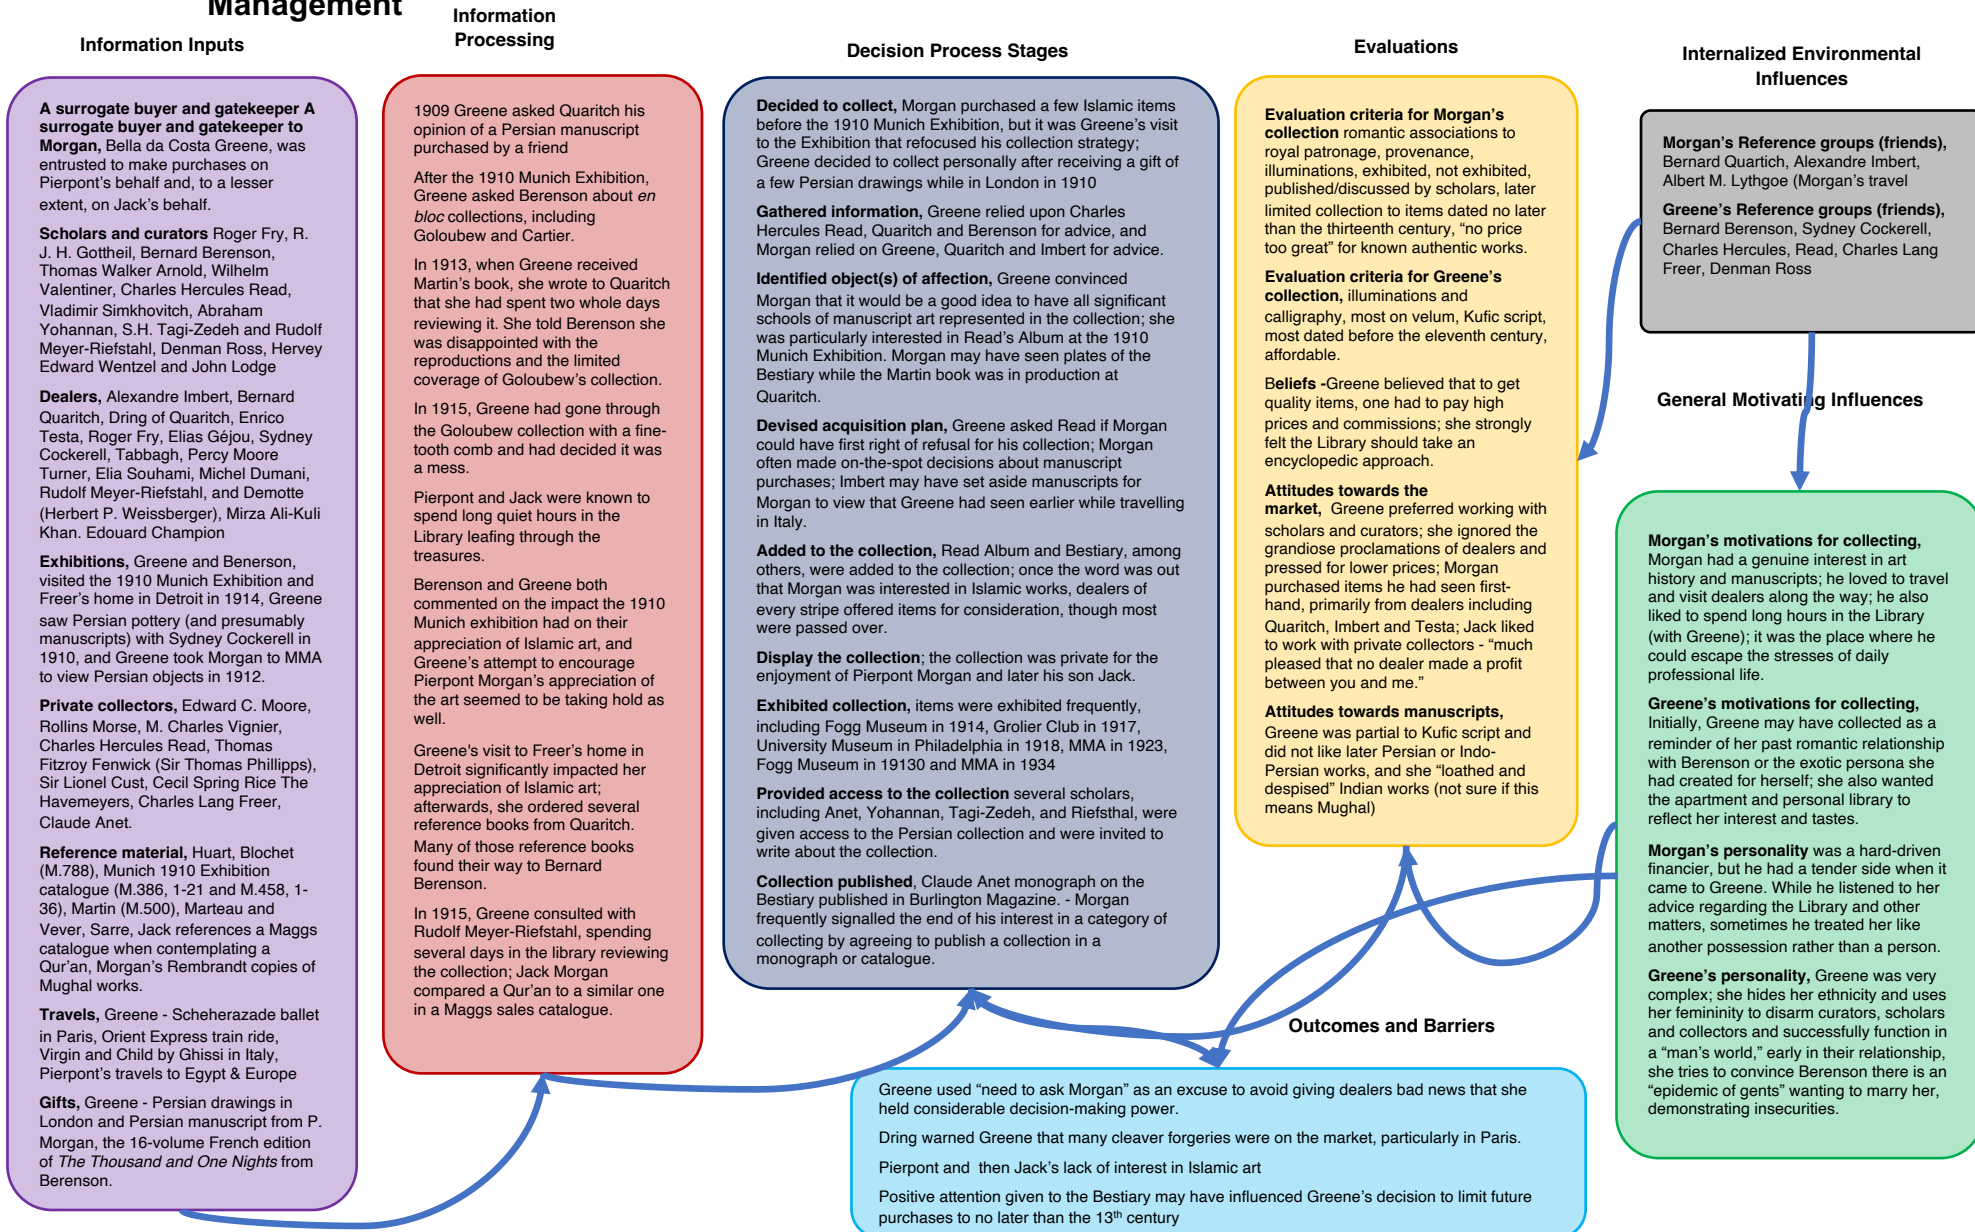 Management
Information Inputs
A surrogate buyer and gatekeeper A
surrogate buyer and gatekeeper to
Morgan, Bella da Costa Greene, was
entrusted to make purchases on
Pierpont's behalf and, to a lesser
extent, on Jack's behalf.
Scholars and curators Roger Fry, R.
J. H. Gottheil, Bernard Berenson,
Thomas Walker Arnold, Wilhelm
Valentiner, Charles Hercules Read,
Vladimir Simkhovitch, Abraham
Yohannan, S.H. Tagi-Zedeh and Rudolf
Meyer-Riefstahl, Denman Ross, Hervey
Edward Wentzel and John Lodge
Dealers, Alexandre Imbert, Bernard
Quaritch, Dring of Quaritch, Enrico
Testa, Roger Fry, Elias Géjou, Sydney
Cockerell, Tabbagh, Percy Moore
Turner, Elia Souhami, Michel Dumani,
Rudolf Meyer-Riefstahl, and Demotte
(Herbert P. Weissberger), Mirza Ali-Kuli
Khan. Edouard Champion
Exhibitions, Greene and Benerson,
visited the 1910 Munich Exhibition and
Freer's home in Detroit in 1914, Greene
saw Persian pottery (and presumably
manuscripts) with Sydney Cockerell in
1910, and Greene took Morgan to MMA
to view Persian objects in 1912.
Private collectors, Edward C. Moore,
Rollins Morse, M. Charles Vignier,
Charles Hercules Read, Thomas
Fitzroy Fenwick (Sir Thomas Phillipps),
Sir Lionel Cust, Cecil Spring Rice The
Havemeyers, Charles Lang Freer,
Claude Anet.
Reference material, Huart, Blochet
(M.788), Munich 1910 Exhibition
catalogue (M.386, 1-21 and M.458, 1-
36), Martin (M.500), Marteau and
Vever, Sarre, Jack references a Maggs
catalogue when contemplating a
Qur'an, Morgan's Rembrandt copies of
Mughal works.
Travels, Greene - Scheherazade ballet
in Paris, Orient Express train ride,
Virgin and Child by Ghissi in Italy,
Pierpont's travels to Egypt & Europe
Gifts, Greene - Persian drawings in
London and Persian manuscript from P.
Morgan, the 16-volume French edition
of The Thousand and One Nights from
Berenson.
Information
Processing
1909 Greene asked Quaritch his
opinion of a Persian manuscript
purchased by a friend
After the 1910 Munich Exhibition,
Greene asked Berenson about en
bloc collections, including
Goloubew and Cartier.
In 1913, when Greene received
Martin's book, she wrote to Quaritch
that she had spent two whole days
reviewing it. She told Berenson she
was disappointed with the
reproductions and the limited
coverage of Goloubew's collection.
In 1915, Greene had gone through
the Goloubew collection with a fine-
tooth comb and had decided it was
a mess.
Pierpont and Jack were known to
spend long quiet hours in the
Library leafing through the
treasures.
Berenson and Greene both
commented on the impact the 1910
Munich exhibition had on their
appreciation of Islamic art, and
Greene's attempt to encourage
Pierpont Morgan's appreciation of
the art seemed to be taking hold as
well.
Greene's visit to Freer's home in
Detroit significantly impacted her
appreciation of Islamic art;
afterwards, she ordered several
reference books from Quaritch.
Many of those reference books
found their way to Bernard
Berenson.
In 1915, Greene consulted with
Rudolf Meyer-Riefstahl, spending
several days in the library reviewing
the collection; Jack Morgan
compared a Qur'an to a similar one
in a Maggs sales catalogue.
Decision Process Stages
Decided to collect, Morgan purchased a few Islamic items
before the 1910 Munich Exhibition, but it was Greene's visit
to the Exhibition that refocused his collection strategy;
Greene decided to collect personally after receiving a gift of
a few Persian drawings while in London in 1910
Gathered information, Greene relied upon Charles
Hercules Read, Quaritch and Berenson for advice, and
Morgan relied on Greene, Quaritch and Imbert for advice.
Identified object(s) of affection, Greene convinced
Morgan that it would be a good idea to have all significant
schools of manuscript art represented in the collection; she
was particularly interested in Read's Album at the 1910
Munich Exhibition. Morgan may have seen plates of the
Bestiary while the Martin book was in production at
Quaritch.
Devised acquisition plan, Greene asked Read if Morgan
could have first right of refusal for his collection; Morgan
often made on-the-spot decisions about manuscript
purchases; Imbert may have set aside manuscripts for
Morgan to view that Greene had seen earlier while travelling
in Italy.
Added to the collection, Read Album and Bestiary, among
others, were added to the collection; once the word was out
that Morgan was interested in Islamic works, dealers of
every stripe offered items for consideration, though most
were passed over.
Display the collection; the collection was private for the
enjoyment of Pierpont Morgan and later his son Jack.
Exhibited collection, items were exhibited frequently,
including Fogg Museum in 1914, Grolier Club in 1917,
University Museum in Philadelphia in 1918, MMA in 1923,
Fogg Museum in 19130 and MMA in 1934
Provided access to the collection several scholars,
including Anet, Yohannan, Tagi-Zedeh, and Riefsthal, were
given access to the Persian collection and were invited to
write about the collection.
Collection published, Claude Anet monograph on the
Bestiary published in Burlington Magazine. - Morgan
frequently signalled the end of his interest in a category of
collecting by agreeing to publish a collection in a
monograph or catalogue.
Evaluations
Evaluation criteria for Morgan's
collection romantic associations to
royal patronage, provenance,
illuminations, exhibited, not exhibited,
published/discussed by scholars, later
limited collection to items dated no later
than the thirteenth century, "no price
too great" for known authentic works.
Evaluation criteria for Greene's
collection, illuminations and
calligraphy, most on velum, Kufic script,
most dated before the eleventh century,
affordable.
Beliefs -Greene believed that to get
quality items, one had to pay high
prices and commissions; she strongly
felt the Library should take an
encyclopedic approach.
Attitudes towards the
market, Greene preferred working with
scholars and curators; she ignored the
grandiose proclamations of dealers and
pressed for lower prices; Morgan
purchased items he had seen first-
hand, primarily from dealers including
Quaritch, Imbert and Testa; Jack liked
to work with private collectors - "much
pleased that no dealer made a profit
between you and me."
Attitudes towards manuscripts,
Greene was partial to Kufic script and
did not like later Persian or Indo-
Persian works, and she "loathed and
despised" Indian works (not sure if this
means Mughal)
Internalized Environmental
Influences
Morgan's Reference groups (friends),
Bernard Quartich, Alexandre Imbert,
Albert M. Lythgoe (Morgan's travel
Greene's Reference groups (friends),
Bernard Berenson, Sydney Cockerell,
Charles Hercules, Read, Charles Lang
Freer, Denman Ross
General Motivating Influences
Morgan's motivations for collecting,
Morgan had a genuine interest in art
history and manuscripts; he loved to travel
and visit dealers along the way; he also
liked to spend long hours in the Library
(with Greene); it was the place where he
could escape the stresses of daily
professional life.
Greene's motivations for collecting,
Initially, Greene may have collected as a
reminder of her past romantic relationship
with Berenson or the exotic persona she
had created for herself; she also wanted
the apartment and personal library to
reflect her interest and tastes.
Morgan's personality was a hard-driven
financier, but he had a tender side when it
came to Greene. While he listened to her
advice regarding the Library and other
matters, sometimes he treated her like
another possession rather than a person.
Greene's personality, Greene was very
complex; she hides her ethnicity and uses
her femininity to disarm curators, scholars
and collectors and successfully function in
a "man's world," early in their relationship,
she tries to convince Berenson there is an
"epidemic of gents" wanting to marry her,
demonstrating insecurities.
Outcomes and Barriers
Greene used "need to ask Morgan" as an excuse to avoid giving dealers bad news that she
held considerable decision-making power.
Dring warned Greene that many cleaver forgeries were on the market, particularly in Paris.
Pierpont and then Jack's lack of interest in Islamic art
Positive attention given to the Bestiary may have influenced Greene's decision to limit future
purchases to no later than the 13th century